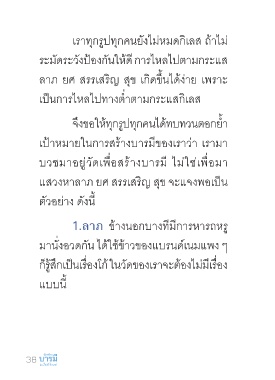 เราทุกรูปทุกคนยังไม่หมดกิเลส ถ้าไม่
ระมัดระวังป้องกันให้ดี การไหลไปตามกระแส
ลาภ ยศ สรรเสริญ สุข เกิดขึ้นได้ง่าย เพราะ
เป็นการไหลไปทางต่ำตามกระแสกิเลส
จึงขอให้ทุกรูปทุกคนได้ทบทวนตอกย้ำ
เป้าหมายในการสร้างบารมีของเราว่า เรามา
บวชมาอยู่วัดเพื่อสร้างบารมี ไม่ใช่เพื่อมา
แสวงหาลาภ ยศ สรรเสริญ สุข จะแจงพอเป็น
ตัวอย่าง ดังนี้
1.ลาภ ข้างนอกบางทีมีการหารถหรู
มานั่งอวดกัน ได้ใช้ข้าวของแบรนด์เนมแพง ๆ
ก็รู้สึกเป็นเรื่องโก้ ในวัดของเราจะต้องไม่มีเรื่อง
แบบนี้
38 บารมี